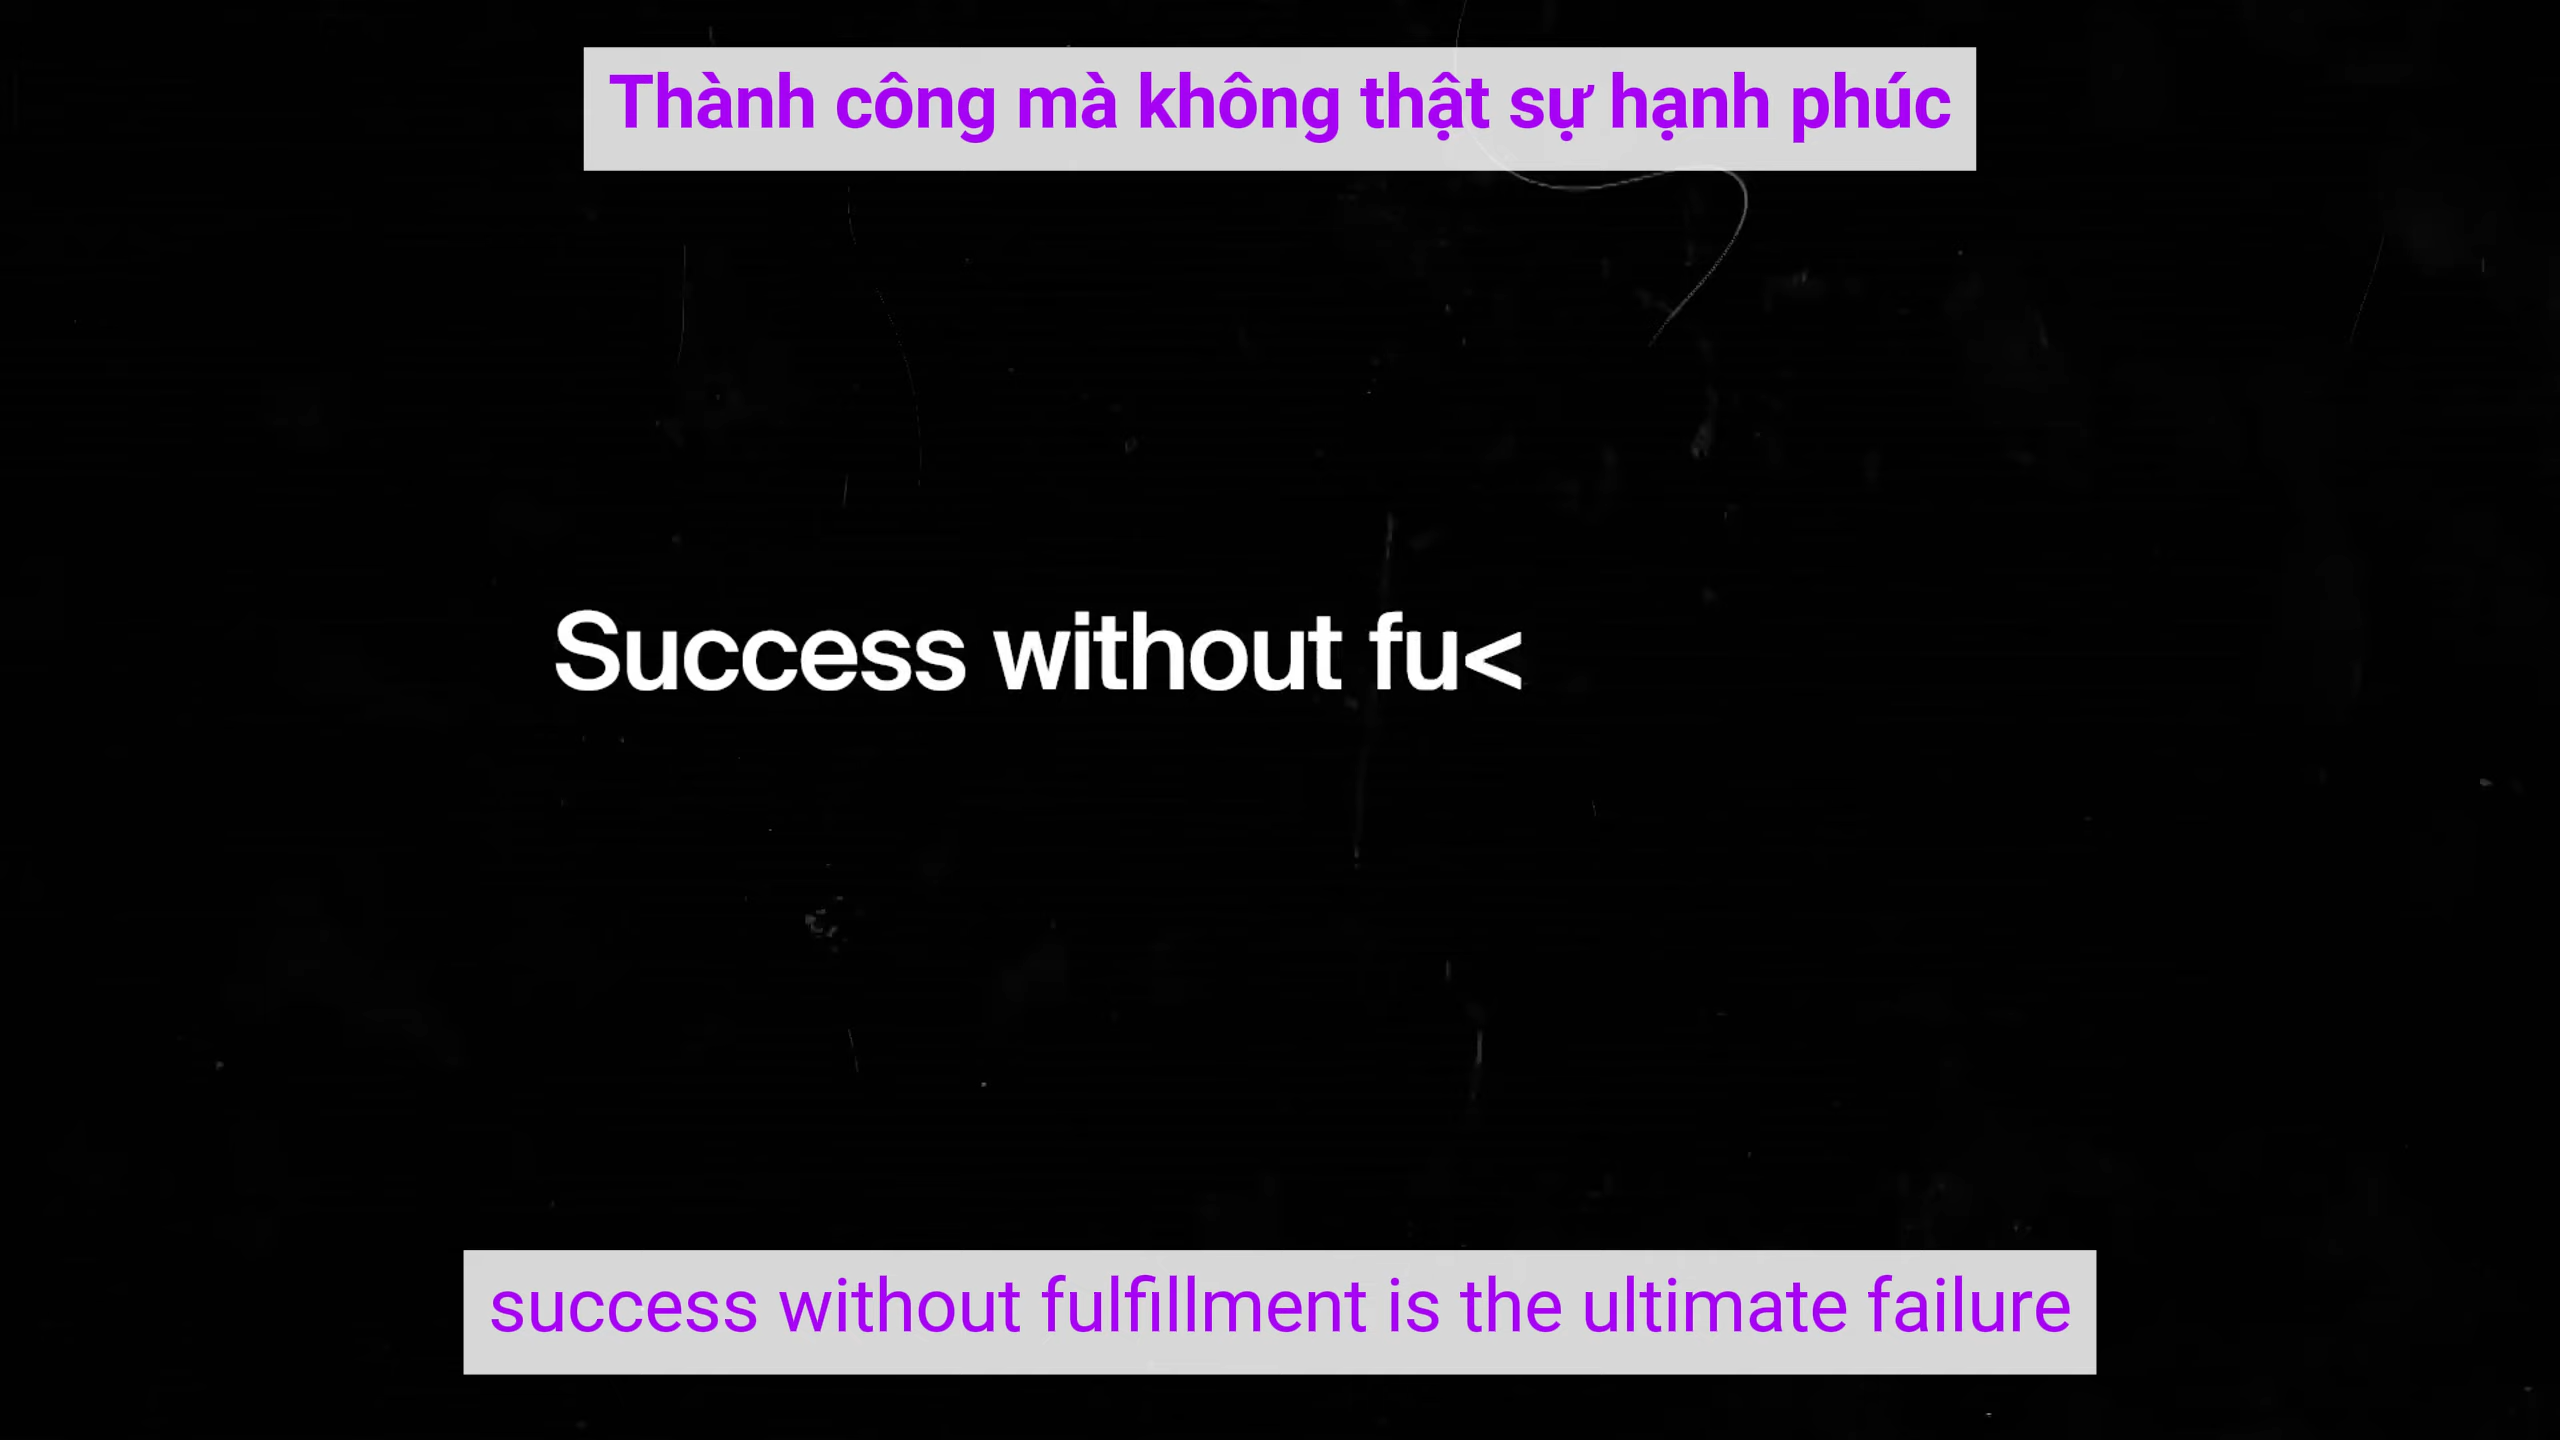 Thành công mà không thật sự hạnh phúc
Success without fu<
success without fulfillment is the ultimate failure